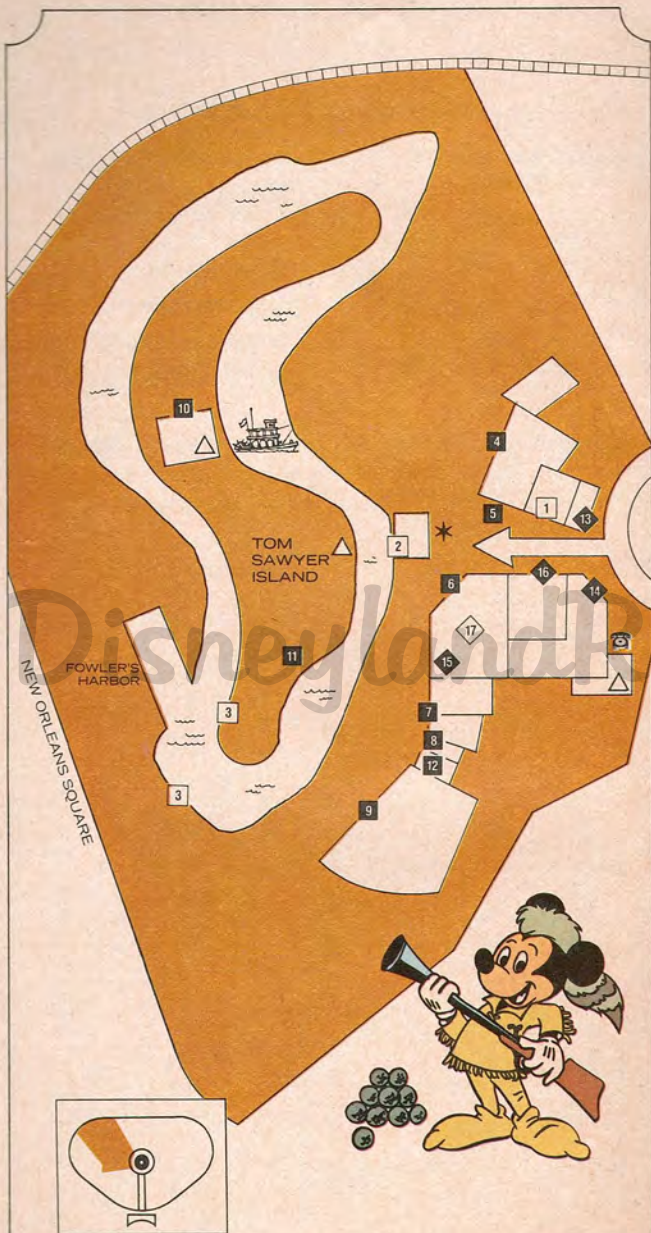 10
4
5
1
13
TOM
SAWYER
ISLAND
2
6
16
14
17
11
15
FOWLER'S
HARBOR
NEW ORLEANS SQUARE
3
7
8
12
3
9
DisneylandR